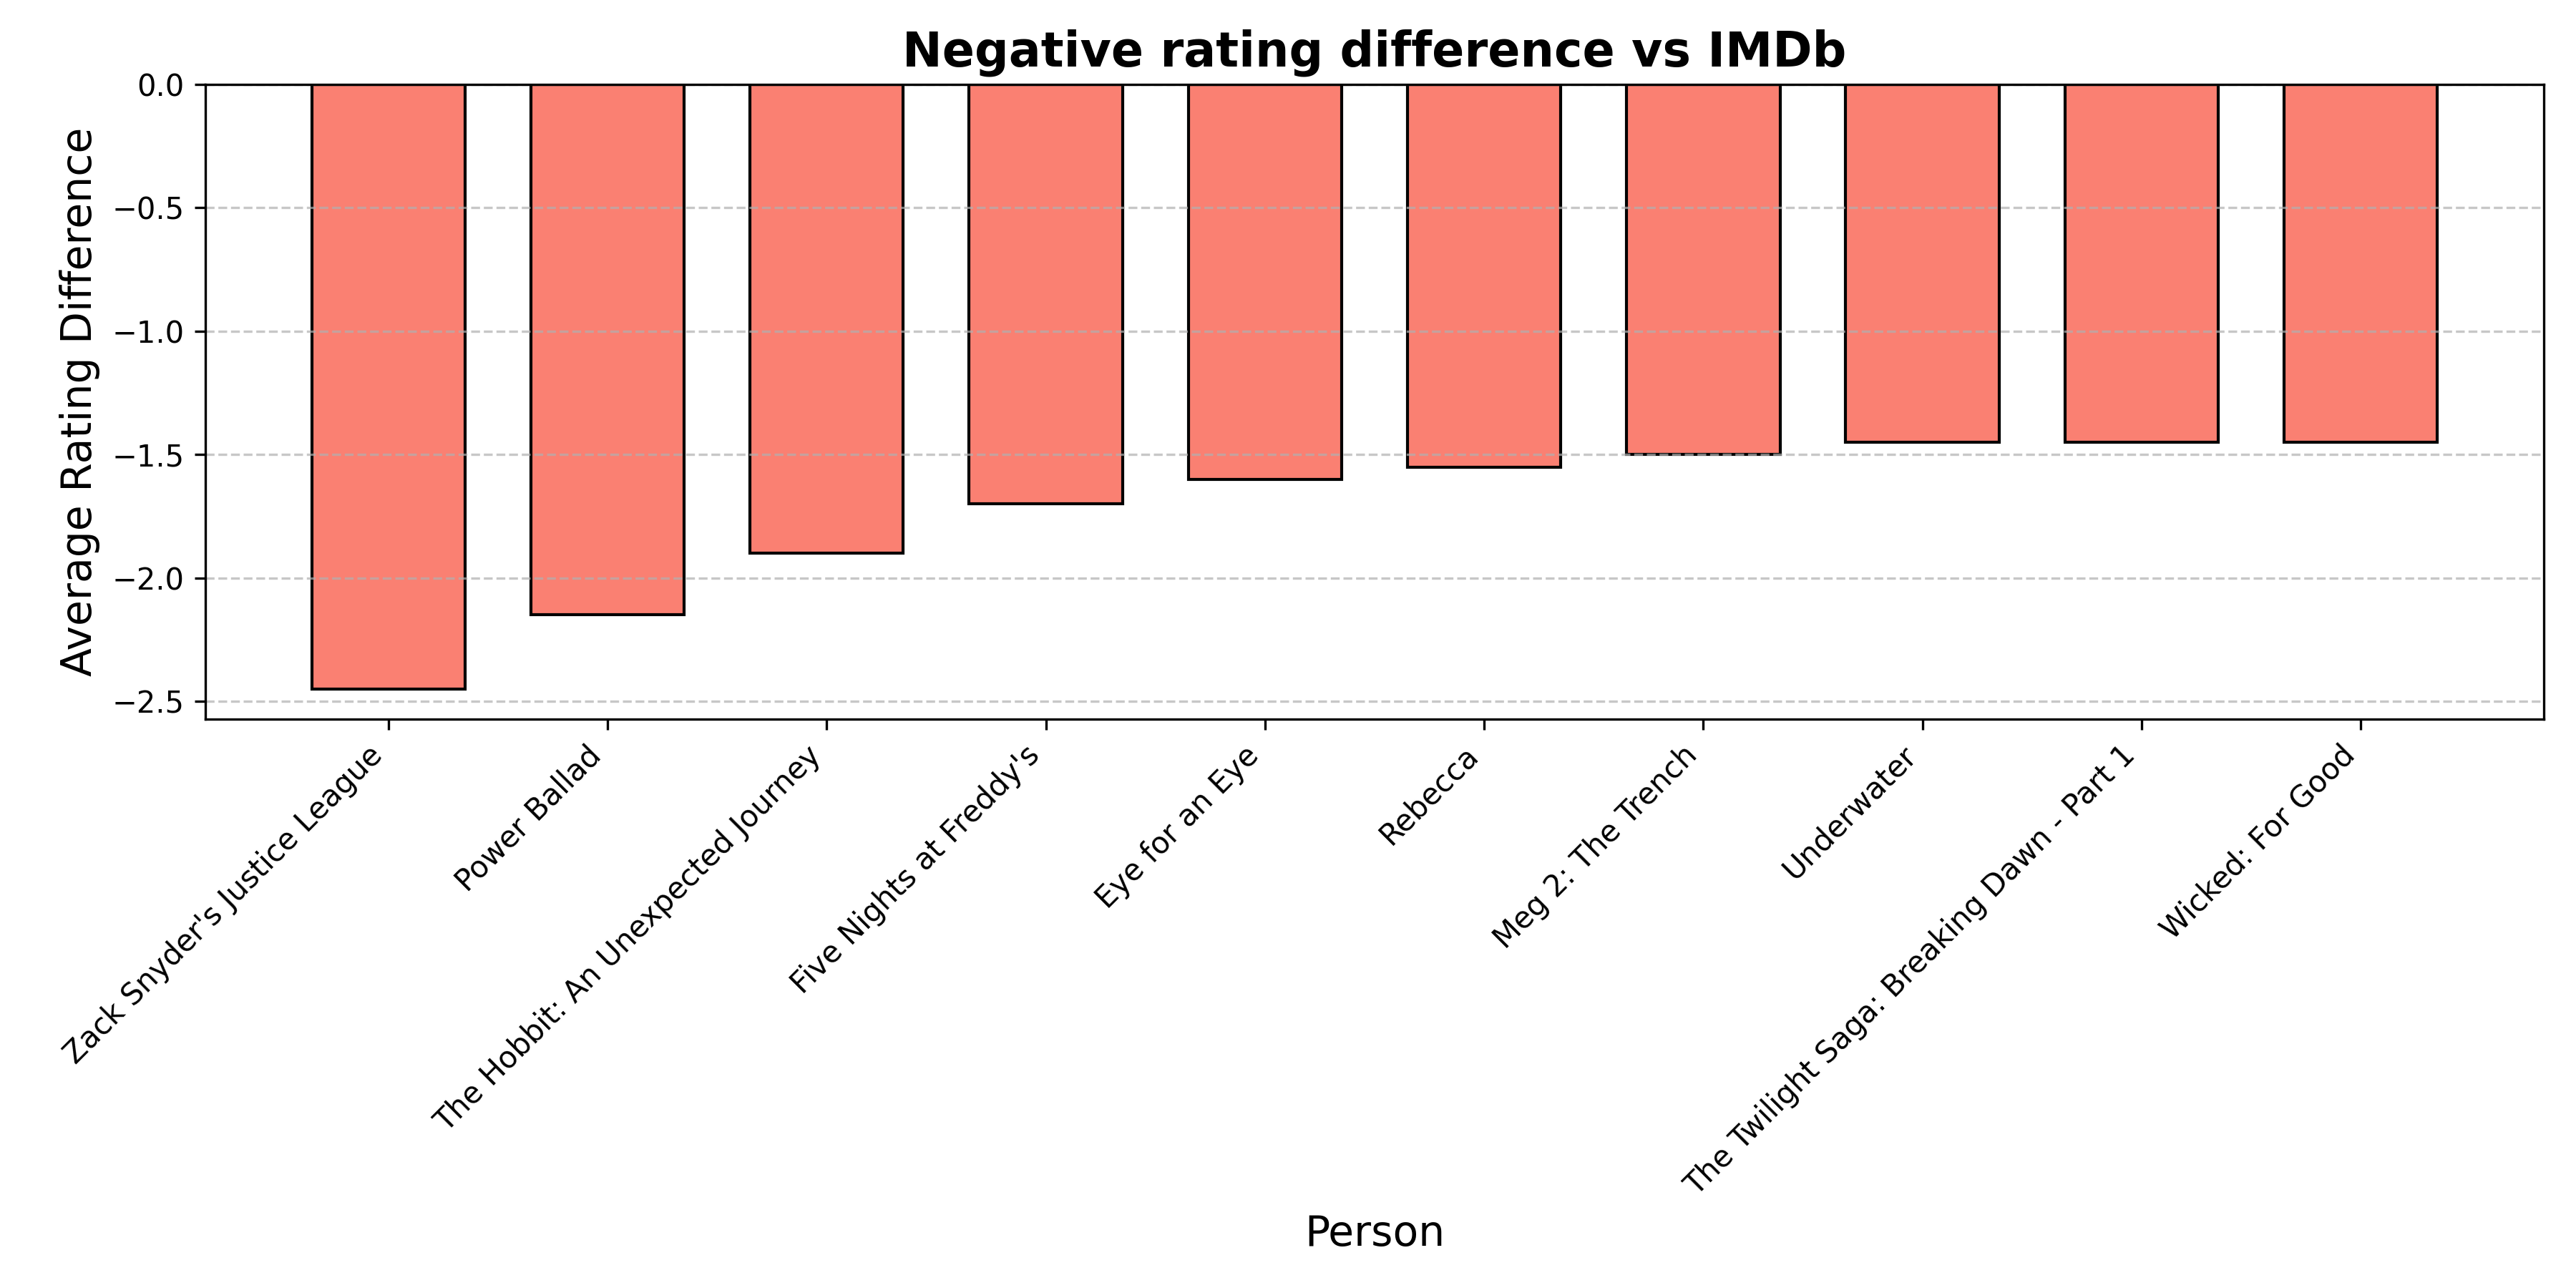 Negative rating difference vs IMDb
Average Rating Difference
0.0
−0.5
−1.0
−1.5
−2.0
−2.5
Zack Snyder's Justice League
Power Ballad
The Hobbit: An Unexpected Journey
Five Nights at Freddy's
Eye for an Eye
Rebecca
Meg 2: The Trench
Underwater
The Twilight Saga: Breaking Dawn - Part 1
Wicked: For Good
Person